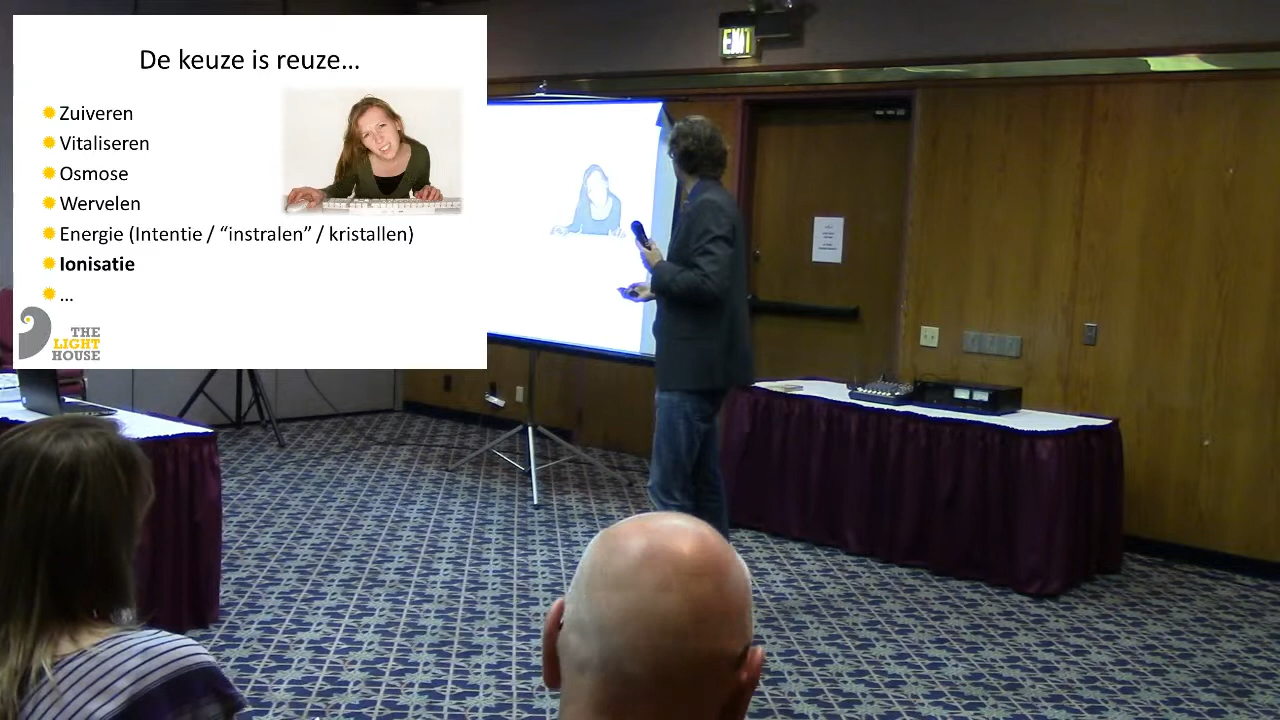 De keuze is reuze...
Zuiveren
Vitaliseren
Osmose
Wervelen
Energie (Intentie / “instralen” / kristallen)
Ionisatie
...
THE
LIGHT
HOUSE
EXIT